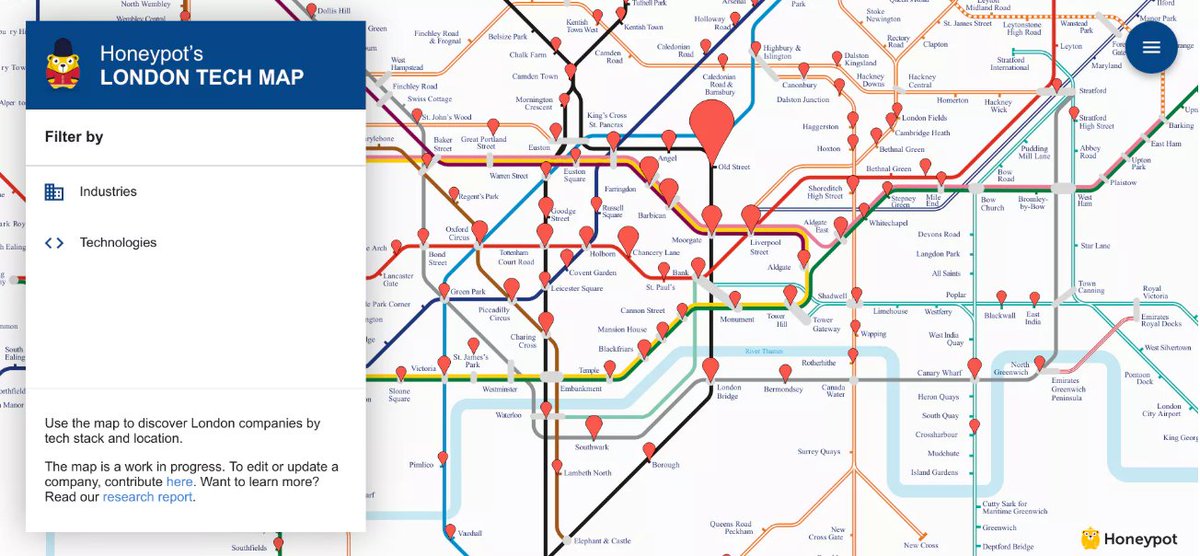 Honeypot's
LONDON TECH MAP
Filter by
Industries
Technologies
Use the map to discover London companies by
tech stack and location.
The map is a work in progress. To edit or update a
company, contribute here. Want to learn more?
Read our research report.
North Wembley
Dollis Hill
Finchley Road
& Frognal
Belsize Park
Chalk Farm
Camden Town
Mornington
Crescent
Kentish
Town West
Tufnell Park
Kentish Town
Camden
Road
Caledonian
Road
Holloway
Road
Arsenal
Caledonian
Road &
Barnsbury
Highbury &
Islington
Canonbury
Dalston
Kingsland
Dalston Junction
Stoke
Newington
Rectory
Road
Clapton
St. James Street
Hackney
Downs
Hackney
Central
Homerton
Hackney
Wick
Leyton
Midland Road
Leytonstone
High Road
Leyton
Wanstead
Park
Ilford
Manor Park
Maryland
Stratford
International
Stratford
Stratford
High Street
Abbey
Road
Pudding
Mill Lane
Barking
East Ham
Upton
Park
Plaistow
West
Ham
West
Hampstead
Finchley Road
Swiss Cottage
St. John's Wood
Baker
Street
Great Portland
Street
Euston
King's Cross
St. Pancras
Warren Street
Euston
Square
Angel
Farringdon
Barbican
Old Street
Haggerston
Hoxton
London Fields
Cambridge Heath
Bethnal Green
Bethnal Green
Shoreditch
High Street
Stepney
Green
Mile
End
Bow
Road
Bow
Church
Bromley-
by-Bow
Whitechapel
Aldgate
East
Aldgate
Regent's Park
Oxford
Circus
Goodge
Street
Russell
Square
Tottenham
Court Road
Holborn
Chancery Lane
St. Paul's
Bank
Moorgate
Liverpool
Street
Bond
Street
Lancaster
Gate
Green Park
Piccadilly
Circus
Leicester Square
Covent Garden
Charing
Cross
Cannon Street
Mansion House
Blackfriars
Temple
Embankment
Monument
Tower
Hill
Tower
Gateway
Shadwell
Limehouse
Westferry
Poplar
Blackwall
East
India
Devons Road
Langdon Park
All Saints
Star Lane
Town
Canning
Royal
Victoria
Emirates
Royal Docks
West Silvertown
Pontoon
Dock
London
City Airport
King Georg
Wapping
Rotherhithe
River Thames
West India
Quay
Canary Wharf
North
Greenwich
Emirates
Greenwich
Peninsula
Heron Quays
South Quay
Crossharbour
Mudchute
Island Gardens
Cutty Sark for
Maritime Greenwich
Greenwich
Deptford Bridge
Victoria
St. James's
Park
Westminster
Sloane
Square
Waterloo
Southwark
London
Bridge
Bermondsey
Canada
Water
Surrey Quays
Pimlico
Lambeth North
Borough
Vauxhall
Elephant & Castle
Queens Road
Peckham
New
Cross Gate
New Cross
Southfields
Honeypot